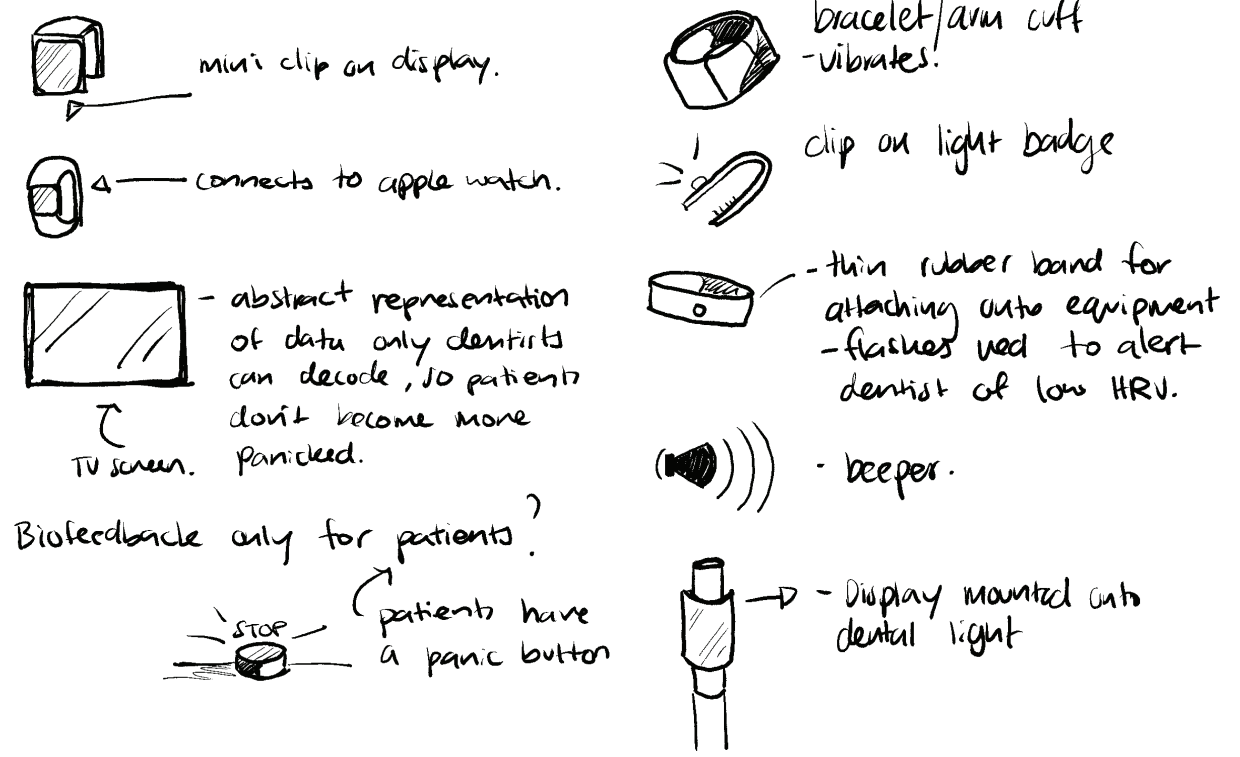 mini clip on display.
connects to apple watch.
- abstract representation
of data only dentists
can decode, so patients
don't become more
panicked.
TV screen.
Biofeedback only for patients?
patients have
a panic button
STOP
bracelet/arm cuff
- vibrates.
clip on light badge
- thin rubber band for
attaching onto equipment
- flashes red to alert
dentist of low HRV.
· beeper.
- Display mounted onto
dental light